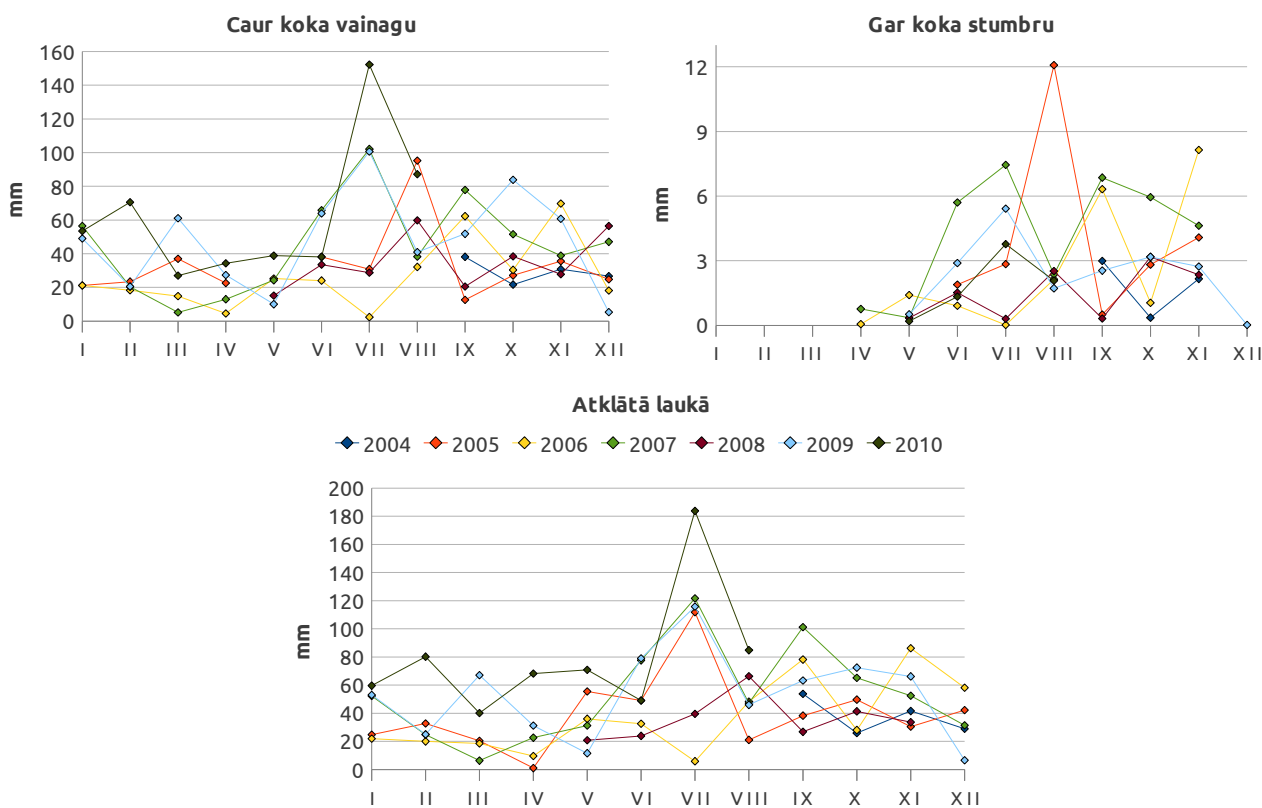 Caur koka vainagu
mm
160
140
120
100
80
60
40
20
0
I II III IV V VI VII VIII IX X XI XII
Gar koka stumbru
mm
12
9
6
3
0
I II III IV V VI VII VIII IX X XI XII
Atklātā laukā
2004 2005 2006 2007 2008 2009 2010
mm
200
180
160
140
120
100
80
60
40
20
0
I II III IV V VI VII VIII IX X XI XII